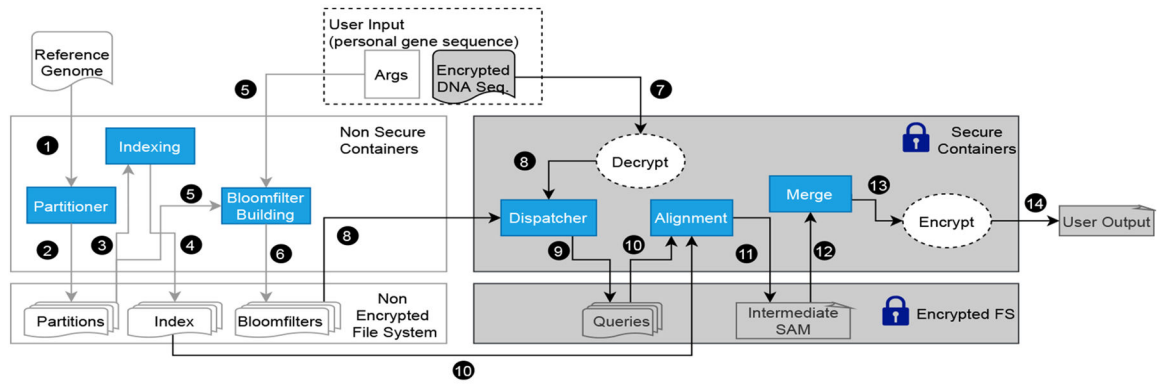 User Input
(personal gene sequence)
Reference
Genome
Args
Encrypted
DNA Seq.
5
7
Non Secure
Containers
Secure
Containers
1
Indexing
8
Decrypt
5
Partitioner
Bloomfilter
Building
Dispatcher
Alignment
Merge
13
Encrypt
14
User Output
2
3
4
6
8
9
10
11
12
Partitions
Index
Bloomfilters
Non
Encrypted
File System
Queries
Intermediate
SAM
Encrypted FS
10